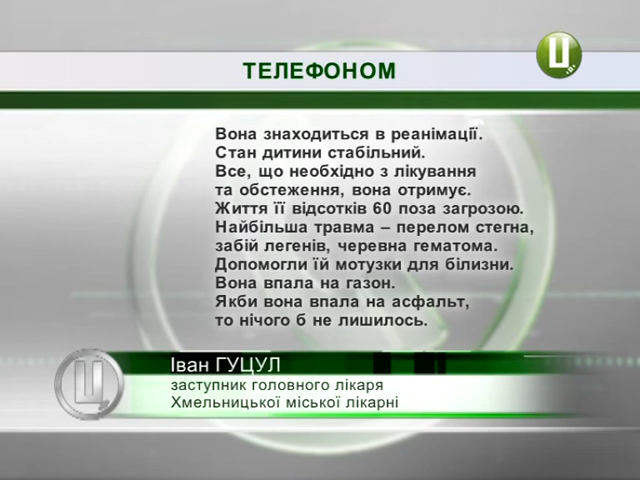 ТЕЛЕФОНОМ
Ц
Вона знаходиться в реанімації.
Стан дитини стабільний.
Все, що необхідно з лікування
та обстеження, вона отримує.
Життя її відсотків 60 поза загрозою.
Найбільша травма – перелом стегна,
забій легенів, черевна гематома.
Допомогли їй мотузки для білизни.
Вона впала на газон.
Якби вона впала на асфальт,
то нічого б не лишилось.
Іван ГУЦУЛ
Ц
заступник головного лікаря
Хмельницької міської лікарні